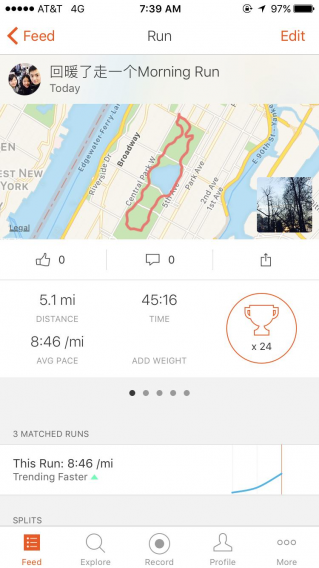 AT&T 4G 7:39 AM 97%
Feed Run Edit
回暖了走一个Morning Run
Today
Edgewater-Ferry Lane
Riverside Dr
Broadway
Central Park W
5th Ave
Park Ave
2nd Ave
1st Ave
E 90th St
EN
EST NEW
YORK
Legal
0 0
5.1 mi 45:16
DISTANCE TIME
8:46 /mi
AVG PACE ADD WEIGHT
x 24
3 MATCHED RUNS
This Run: 8:46 /mi
Trending Faster
SPLITS
Feed Explore Record Profile More